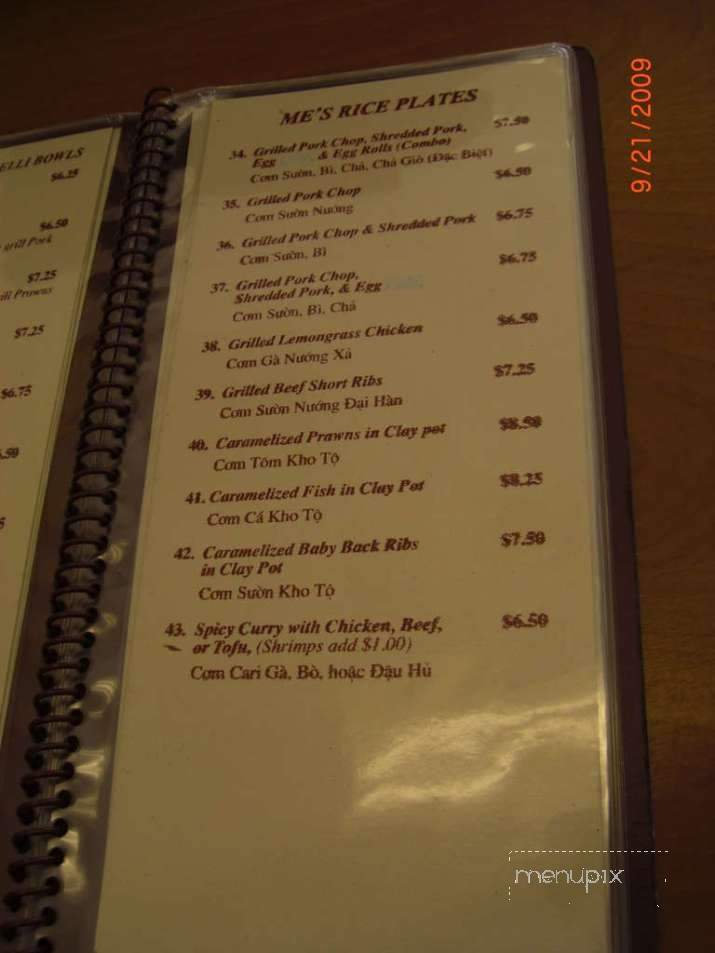 ELLI BOWLS
$6.25
$6.50
grill Pork
$7.25
ill Prawns
$7.25
$6.75
.50
ME'S RICE PLATES
34. Grilled Pork Chop, Shredded Pork, $7.50
Egg & Egg Rolls (Combo)
Cơm Sườn, Bì, Chả, Chả Giò (Đặc Biệt)
35. Grilled Pork Chop $6.50
Cơm Sườn Nướng
36. Grilled Pork Chop & Shredded Pork $6.75
Cơm Sườn, Bì
37. Grilled Pork Chop, $6.75
Shredded Pork, & Egg
Cơm Sườn, Bì, Chả
38. Grilled Lemongrass Chicken $6.50
Cơm Gà Nướng Xả
39. Grilled Beef Short Ribs $7.25
Cơm Sườn Nướng Đại Hàn
40. Caramelized Prawns in Clay pot $8.50
Cơm Tôm Kho Tộ
41. Caramelized Fish in Clay Pot $8.25
Cơm Cá Kho Tộ
42. Caramelized Baby Back Ribs $7.50
in Clay Pot
Cơm Sườn Kho Tộ
43. Spicy Curry with Chicken, Beef, $6.50
or Tofu, (Shrimps add $1.00)
Cơm Cari Gà, Bò, hoặc Đậu Hủ
9/21/2009
menupix